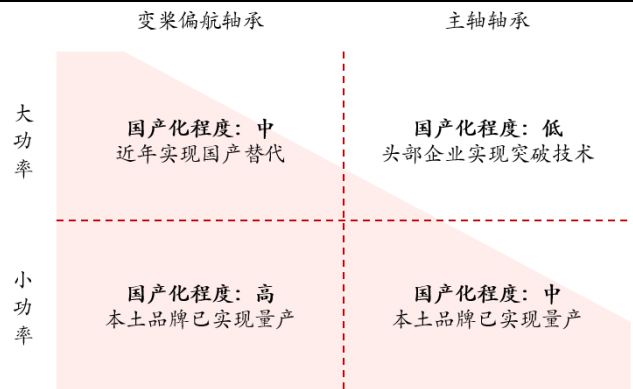 变桨偏航轴承
主轴轴承
大功率
国产化程度：中
近年实现国产替代
国产化程度：低
头部企业实现突破技术
小功率
国产化程度：高
本土品牌已实现量产
国产化程度：中
本土品牌已实现量产